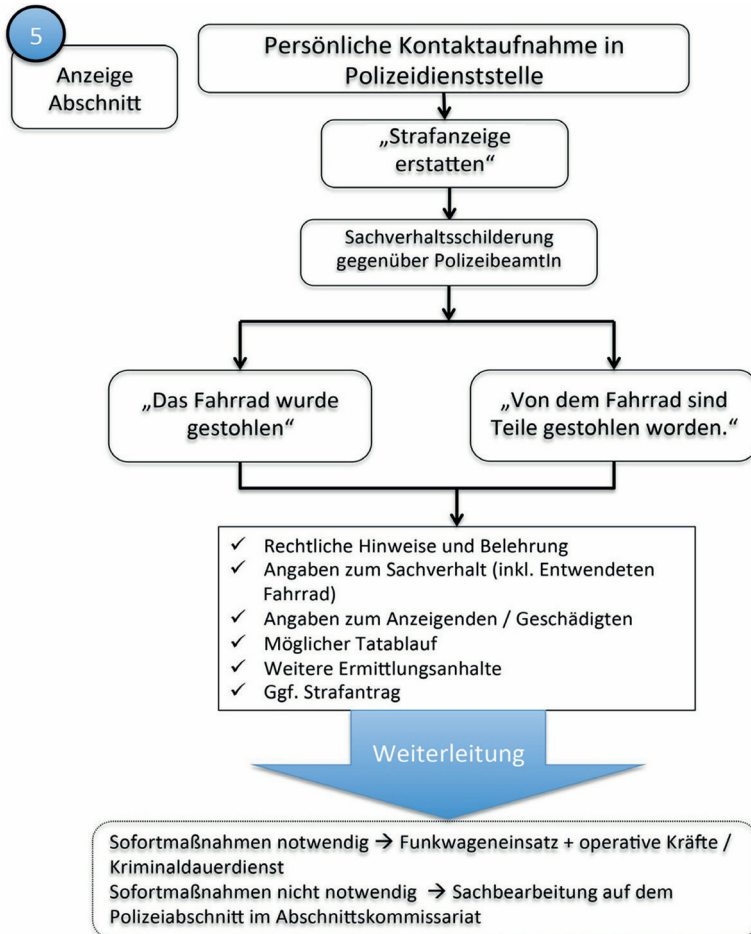 5
Anzeige
Abschnitt
Persönliche Kontaktaufnahme in
Polizeidienststelle
„Strafanzeige
erstatten“
Sachverhaltsschilderung
gegenüber PolizeibeamtIn
„Das Fahrrad wurde
gestohlen“
„Von dem Fahrrad sind
Teile gestohlen worden.“
✓ Rechtliche Hinweise und Belehrung
✓ Angaben zum Sachverhalt (inkl. Entwendeten
Fahrrad)
✓ Angaben zum Anzeigenden / Geschädigten
✓ Möglicher Tatablauf
✓ Weitere Ermittlungsanhalte
✓ Ggf. Strafantrag
Weiterleitung
Sofortmaßnahmen notwendig → Funkwageneinsatz + operative Kräfte /
Kriminaldauerdienst
Sofortmaßnahmen nicht notwendig → Sachbearbeitung auf dem
Polizeiabschnitt im Abschnittskommissariat